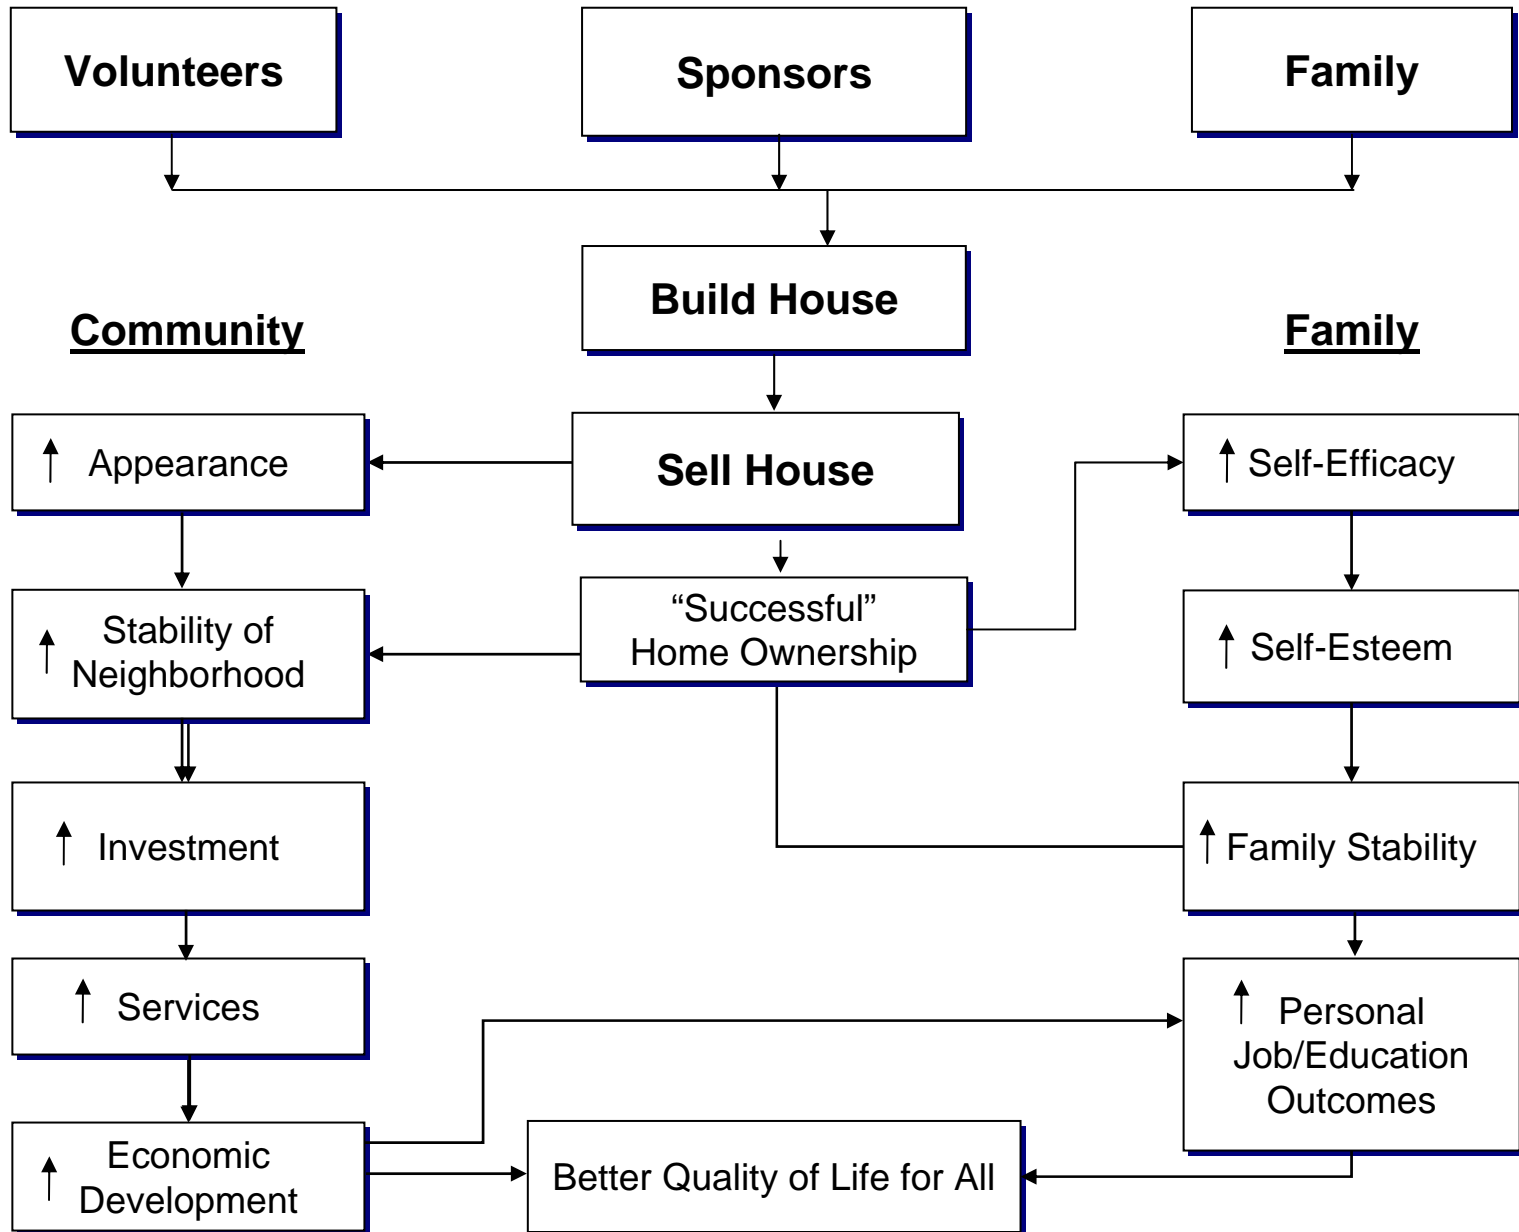 Volunteers
Sponsors
Family
Build House
Community
Family
Appearance
Sell House
Self-Efficacy
Stability of
Neighborhood
“Successful”
Home Ownership
Self-Esteem
Investment
Family Stability
Services
Personal
Job/Education
Outcomes
Economic
Development
Better Quality of Life for All